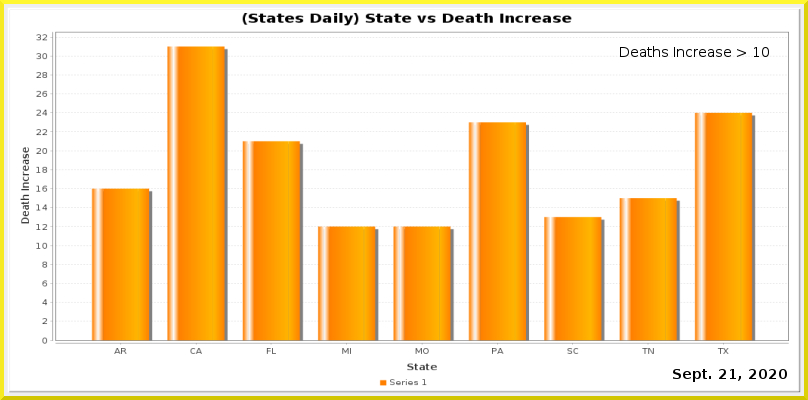 (States Daily) State vs Death Increase
Deaths Increase > 10
Death Increase
32
30
28
26
24
22
20
18
16
14
12
10
8
6
4
2
0
AR CA FL MI MO PA SC TN TX
State
Series 1
Sept. 21, 2020